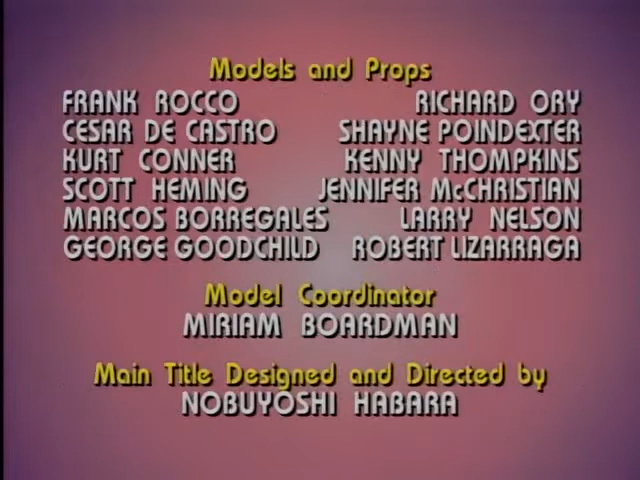 Models and Props
FRANK ROCCO RICHARD ORY
CESAR DE CASTRO SHAYNE POINDEXTER
KURT CONNER KENNY THOMPKINS
SCOTT HEMING JENNIFER McCHRISTIAN
MARCOS BORREGALES LARRY NELSON
GEORGE GOODCHILD ROBERT LIZARRAGA
Model Coordinator
MIRIAM BOARDMAN
Main Title Designed and Directed by
NOBUYOSHI HABARA